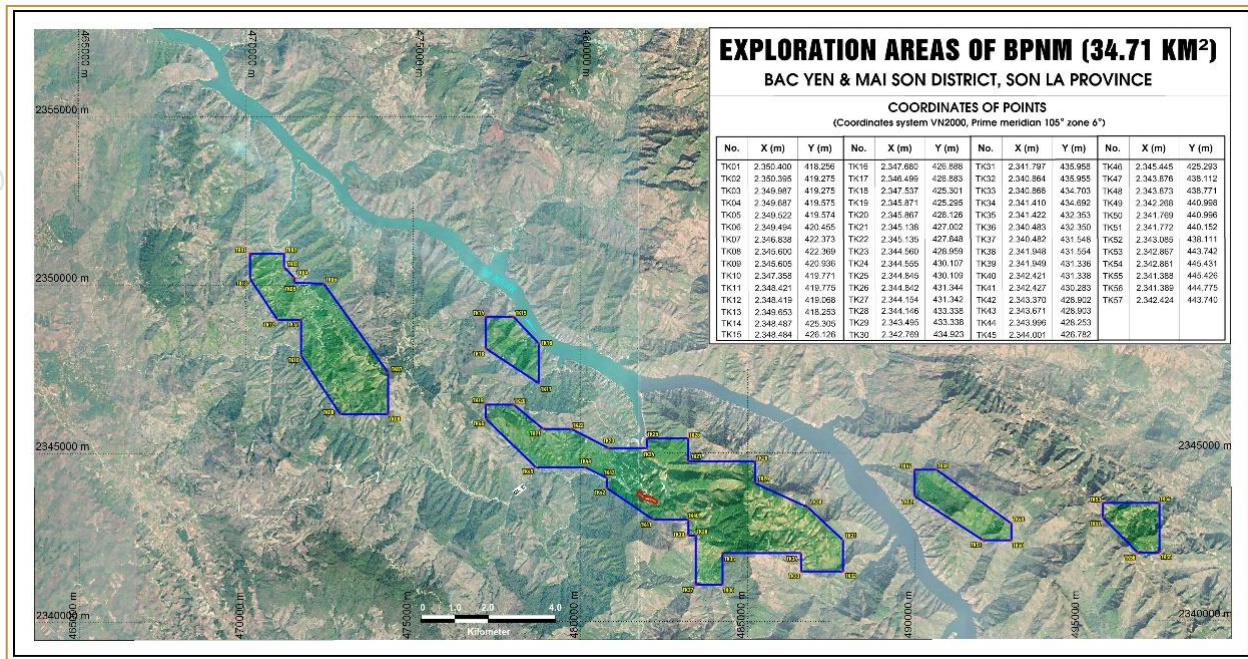 EXPLORATION AREAS OF BPNM (34.71 KM²)
BAC YEN & MAI SON DISTRICT, SON LA PROVINCE
COORDINATES OF POINTS
(Coordinates system VN2000, Prime meridian 105° zone 6°)
No. X (m) Y (m) No. X (m) Y (m) No. X (m) Y (m) No. X (m) Y (m)
TK01 2.350.400 418.256 TK16 2.347.680 426.888 TK31 2.341.797 435.958 TK46 2.345.445 425.293
TK02 2.350.395 419.275 TK17 2.346.499 426.883 TK32 2.340.864 435.955 TK47 2.343.876 438.112
TK03 2.349.987 419.275 TK18 2.347.537 425.301 TK33 2.340.868 434.703 TK48 2.343.873 438.771
TK04 2.349.687 419.575 TK19 2.345.871 425.295 TK34 2.341.410 434.692 TK49 2.342.268 440.998
TK05 2.349.522 419.574 TK20 2.345.867 426.126 TK35 2.341.422 432.353 TK50 2.341.769 440.996
TK06 2.349.494 420.455 TK21 2.345.138 427.002 TK36 2.340.483 432.350 TK51 2.341.772 440.152
TK07 2.346.838 422.373 TK22 2.345.135 427.848 TK37 2.340.482 431.548 TK52 2.343.085 438.111
TK08 2.345.600 422.369 TK23 2.344.560 428.959 TK38 2.341.948 431.554 TK53 2.342.867 443.742
TK09 2.345.605 420.936 TK24 2.344.555 430.107 TK39 2.341.949 431.336 TK54 2.342.861 445.431
TK10 2.347.358 419.771 TK25 2.344.845 430.109 TK40 2.342.421 431.338 TK55 2.341.388 445.426
TK11 2.348.421 419.775 TK26 2.344.842 431.344 TK41 2.342.427 430.283 TK56 2.341.389 444.775
TK12 2.348.419 419.068 TK27 2.344.154 431.342 TK42 2.343.370 428.902 TK57 2.342.424 443.740
TK13 2.349.653 418.253 TK28 2.344.146 433.338 TK43 2.343.671 428.903
TK14 2.348.487 425.305 TK29 2.343.495 433.338 TK44 2.343.996 428.253
TK15 2.348.484 426.126 TK30 2.342.769 434.923 TK45 2.344.001 426.782
465000 m
470000 m
475000 m
480000 m
2355000 m
2350000 m
2345000 m
2345000 m
2340000 m
2340000 m
465000 m
470000 m
475000 m
480000 m
485000 m
490000 m
495000 m
0 1.0 2.0 4.0
Kilometer